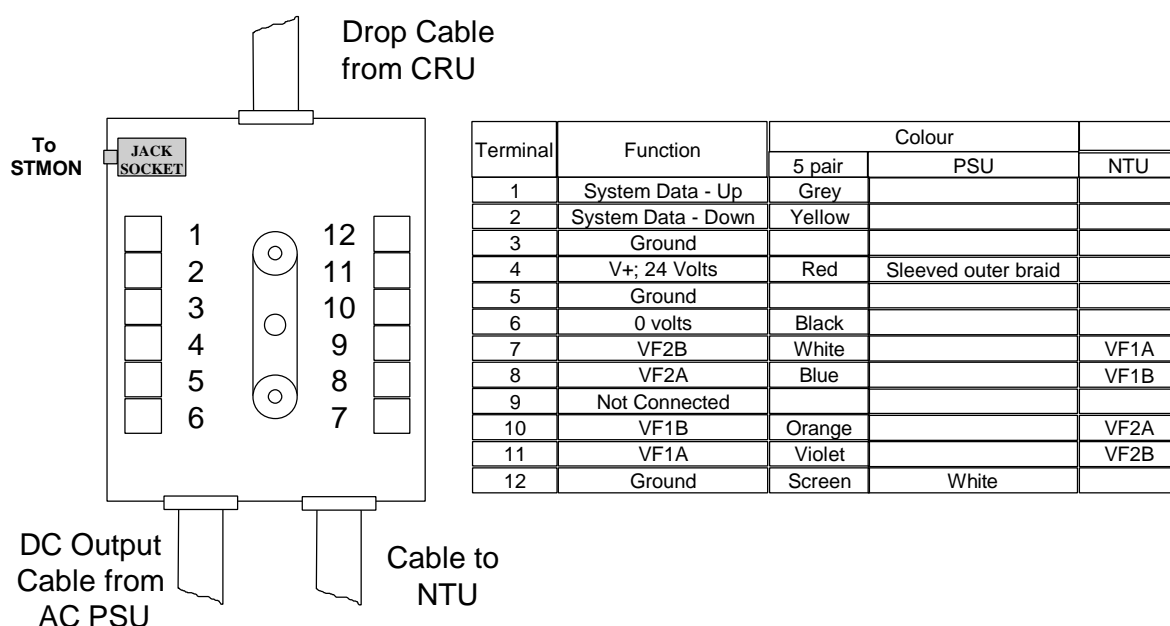 Drop Cable
from CRU
To
STMON
JACK
SOCKET
1 12
2 11
3 10
4 9
5 8
6 7
DC Output
Cable from
AC PSU
Cable to
NTU
Terminal Function Colour
5 pair PSU NTU
1 System Data - Up Grey
2 System Data - Down Yellow
3 Ground
4 V+; 24 Volts Red Sleeved outer braid
5 Ground
6 0 volts Black
7 VF2B White VF1A
8 VF2A Blue VF1B
9 Not Connected
10 VF1B Orange VF2A
11 VF1A Violet VF2B
12 Ground Screen White